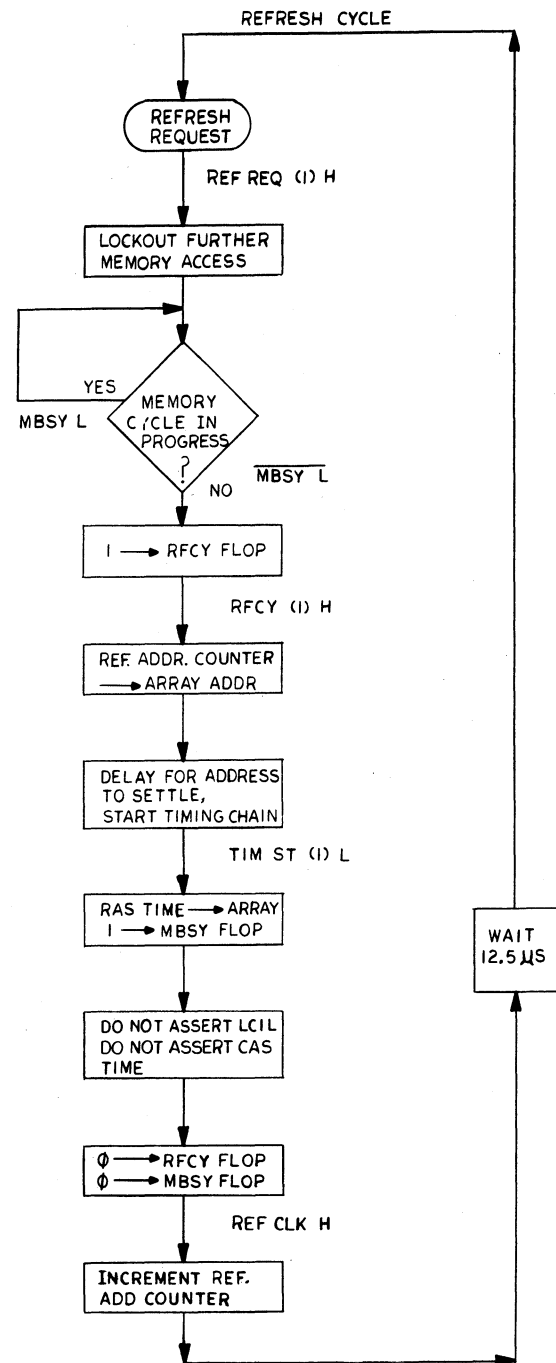 REFRESH CYCLE
REFRESH
REQUEST
REF REQ (1) H
LOCKOUT FURTHER
MEMORY ACCESS
YES
MBSY L
MEMORY
CYCLE IN
PROGRESS
?
NO
MBSY L
1 → RFCY FLOP
RFCY (1) H
REF. ADDR. COUNTER
→ ARRAY ADDR
DELAY FOR ADDRESS
TO SETTLE,
START TIMING CHAIN
TIM ST (1) L
RAS TIME → ARRAY
1 → MBSY FLOP
WAIT
12.5 µS
DO NOT ASSERT LCIL
DO NOT ASSERT CAS
TIME
Φ → RFCY FLOP
Φ → MBSY FLOP
REF CLK H
INCREMENT REF.
ADD COUNTER